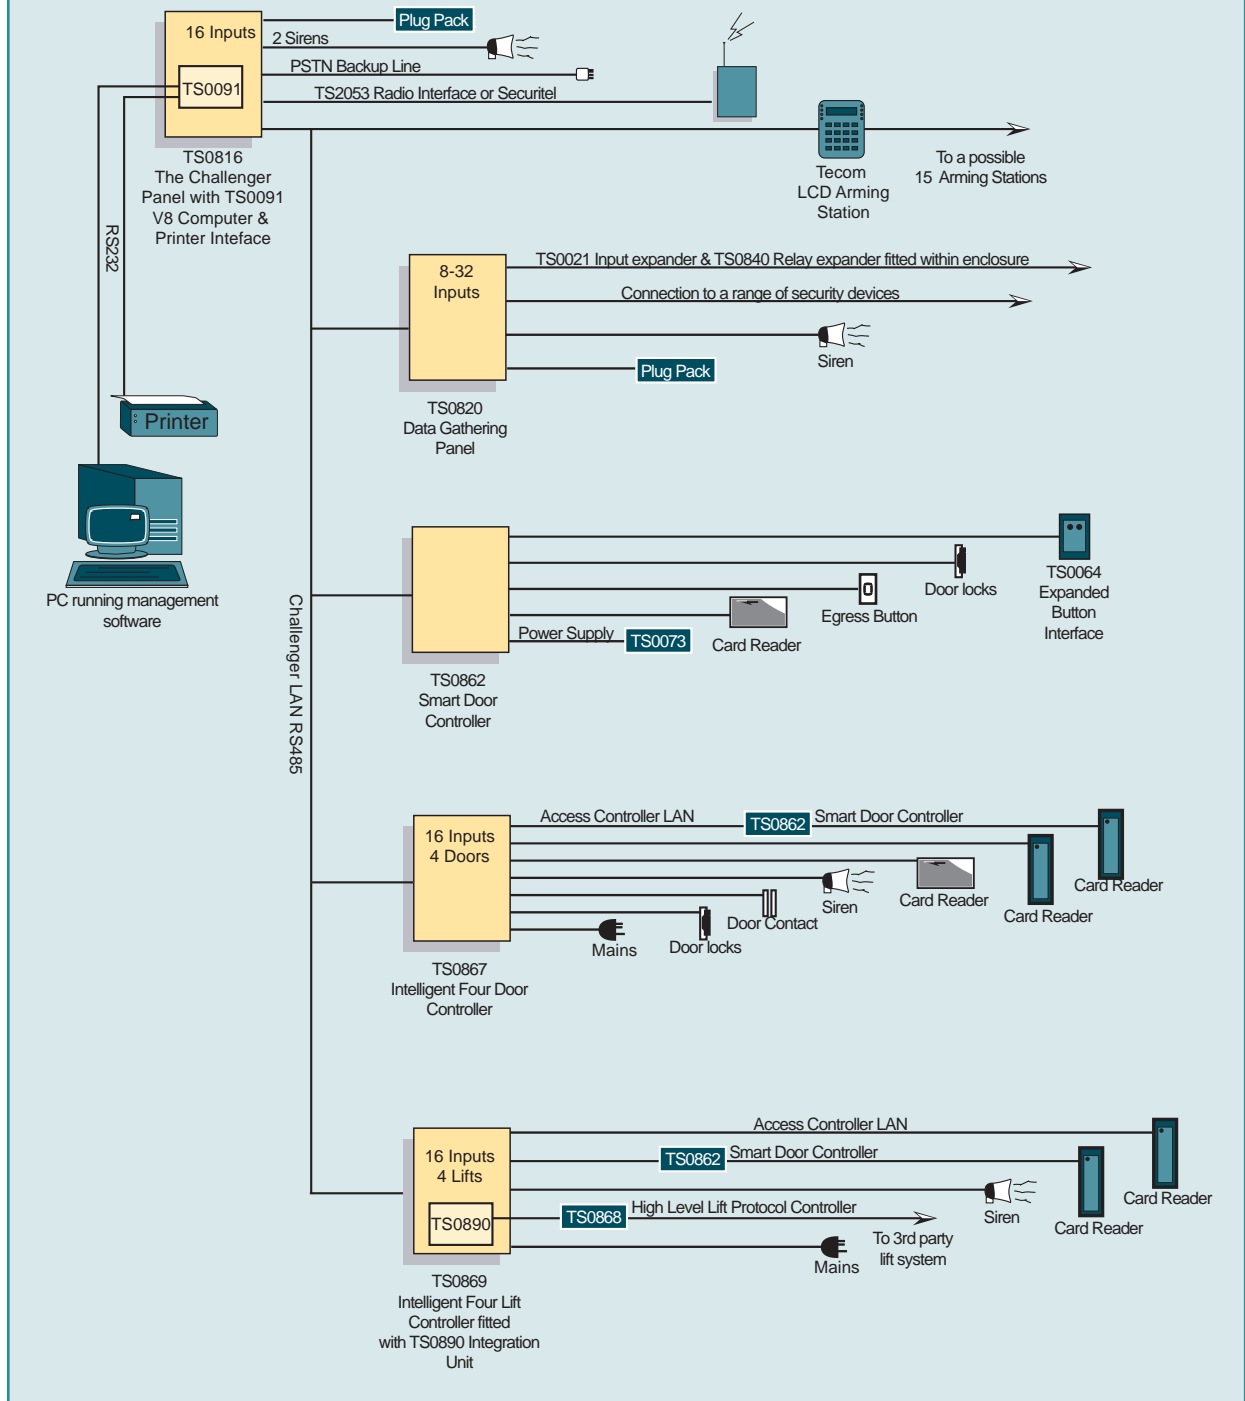 16 Inputs
TS0091
Plug Pack
2 Sirens
PSTN Backup Line
TS2053 Radio Interface or Securitel
TS0816
The Challenger
Panel with TS0091
V8 Computer &
Printer Inteface
Tecom
LCD Arming
Station
To a possible
15 Arming Stations
RS232
Printer
PC running management
software
Challenger LAN RS485
8-32
Inputs
TS0021 Input expander & TS0840 Relay expander fitted within enclosure
Connection to a range of security devices
Siren
Plug Pack
TS0820
Data Gathering
Panel
TS0064
Expanded
Button
Interface
Door locks
Egress Button
Card Reader
Power Supply
TS0073
TS0862
Smart Door
Controller
16 Inputs
4 Doors
Access Controller LAN
TS0862
Smart Door Controller
Card Reader
Card Reader
Card Reader
Siren
Door Contact
Door locks
Mains
TS0867
Intelligent Four Door
Controller
16 Inputs
4 Lifts
TS0890
Access Controller LAN
TS0862
Smart Door Controller
Card Reader
Card Reader
Siren
TS0868
High Level Lift Protocol Controller
To 3rd party
lift system
Mains
TS0869
Intelligent Four Lift
Controller fitted
with TS0890 Integration
Unit